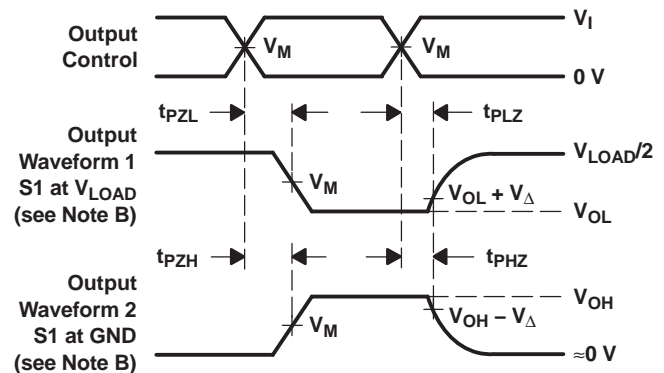 Output
Control
V_M
V_M
V_I
0 V
t_PZL
t_PLZ
Output
Waveform 1
S1 at V_LOAD
(see Note B)
V_M
V_LOAD/2
V_OL + V_Δ
V_OL
t_PZH
t_PHZ
Output
Waveform 2
S1 at GND
(see Note B)
V_M
V_OH
V_OH − V_Δ
≈0 V